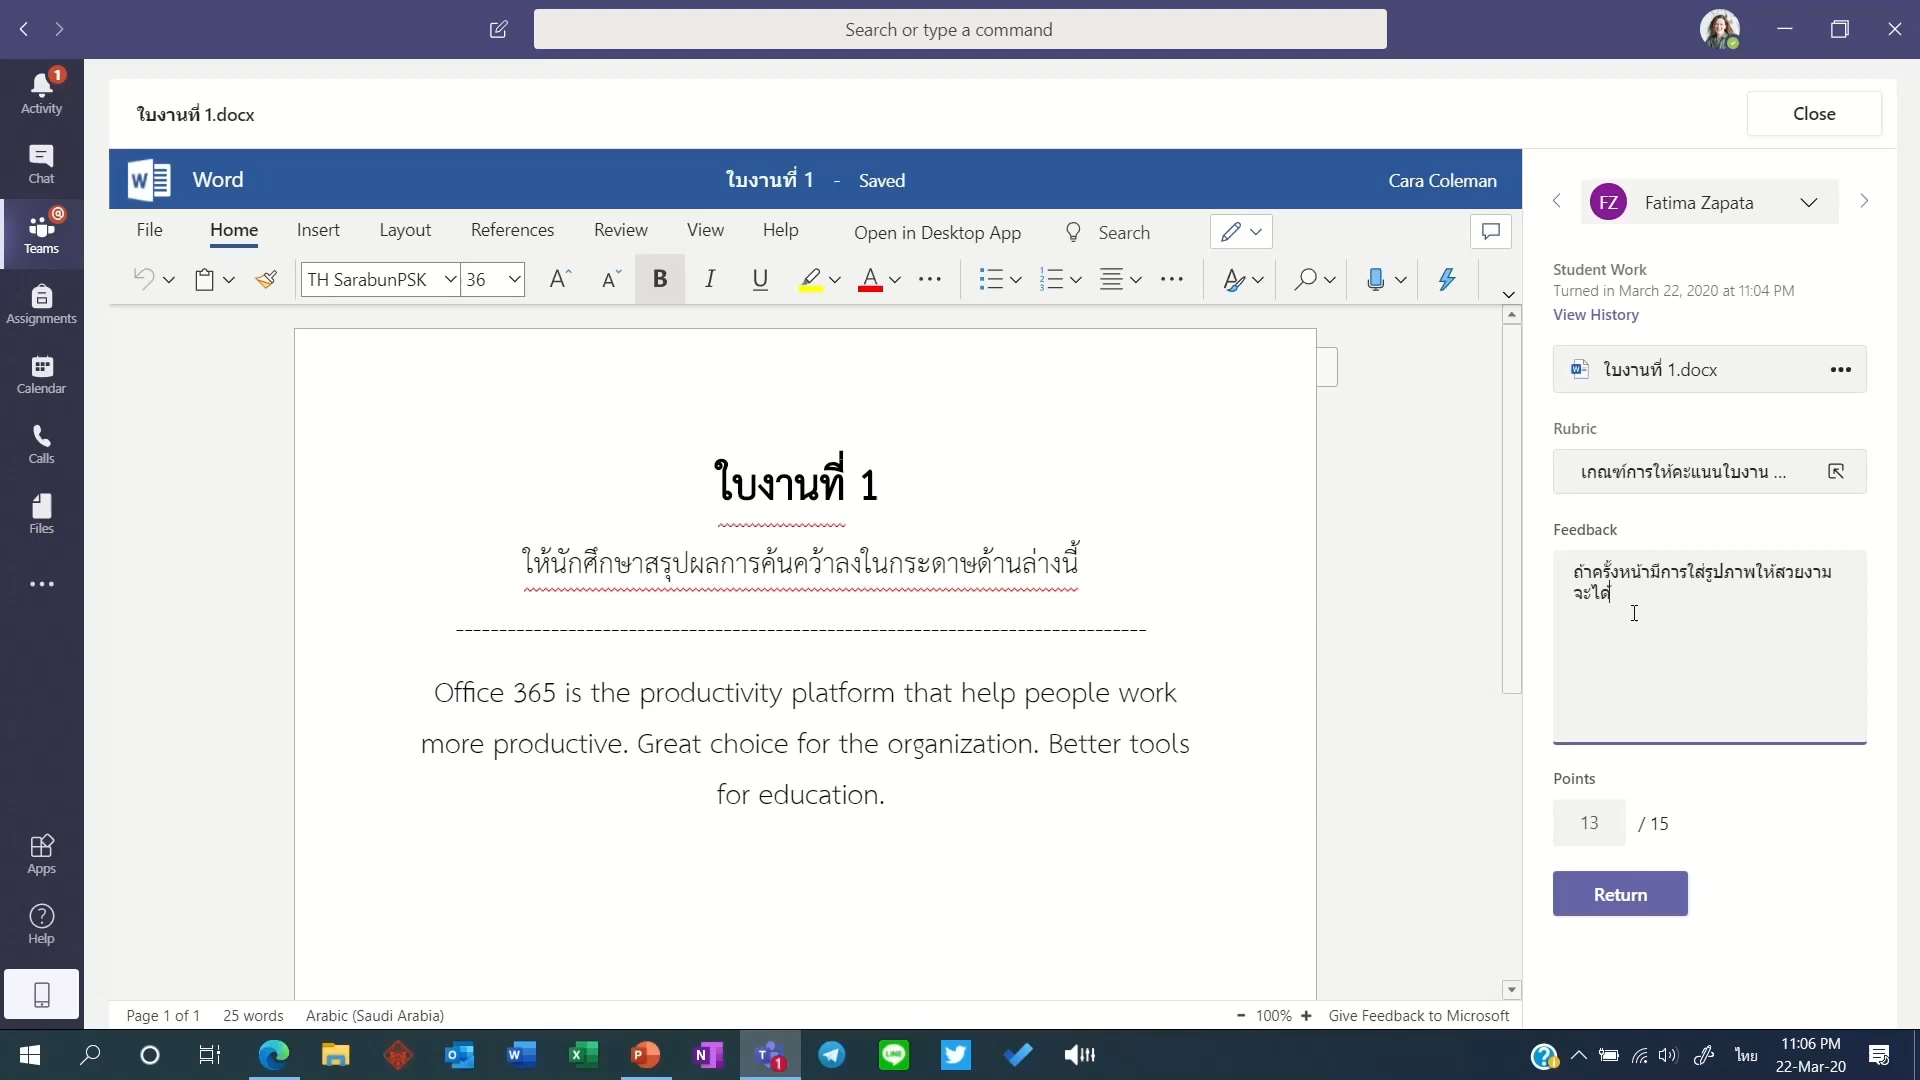 Search or type a command
1
Activity
Chat
@
Teams
Assignments
Calendar
Calls
Files
Apps
Help
ใบงานที่ 1.docx
Close
Word
ใบงานที่ 1 - Saved
Cara Coleman
File Home Insert Layout References Review View Help Open in Desktop App Search
TH SarabunPSK 36
ใบงานที่ 1
ให้นักศึกษาสรุปผลการค้นคว้าลงในกระดาษด้านล่างนี้
--------------------------------------------------------------------------------
Office 365 is the productivity platform that help people work
more productive. Great choice for the organization. Better tools
for education.
Page 1 of 1 25 words Arabic (Saudi Arabia)
- 100% + Give Feedback to Microsoft
FZ Fatima Zapata
Student Work
Turned in March 22, 2020 at 11:04 PM
View History
ใบงานที่ 1.docx
Rubric
เกณฑ์การให้คะแนนใบงาน ...
Feedback
ถ้าครั้งหน้ามีการใส่รูปภาพให้สวยงาม
จะได้
Points
13 / 15
Return
ไทย
11:06 PM
22-Mar-20